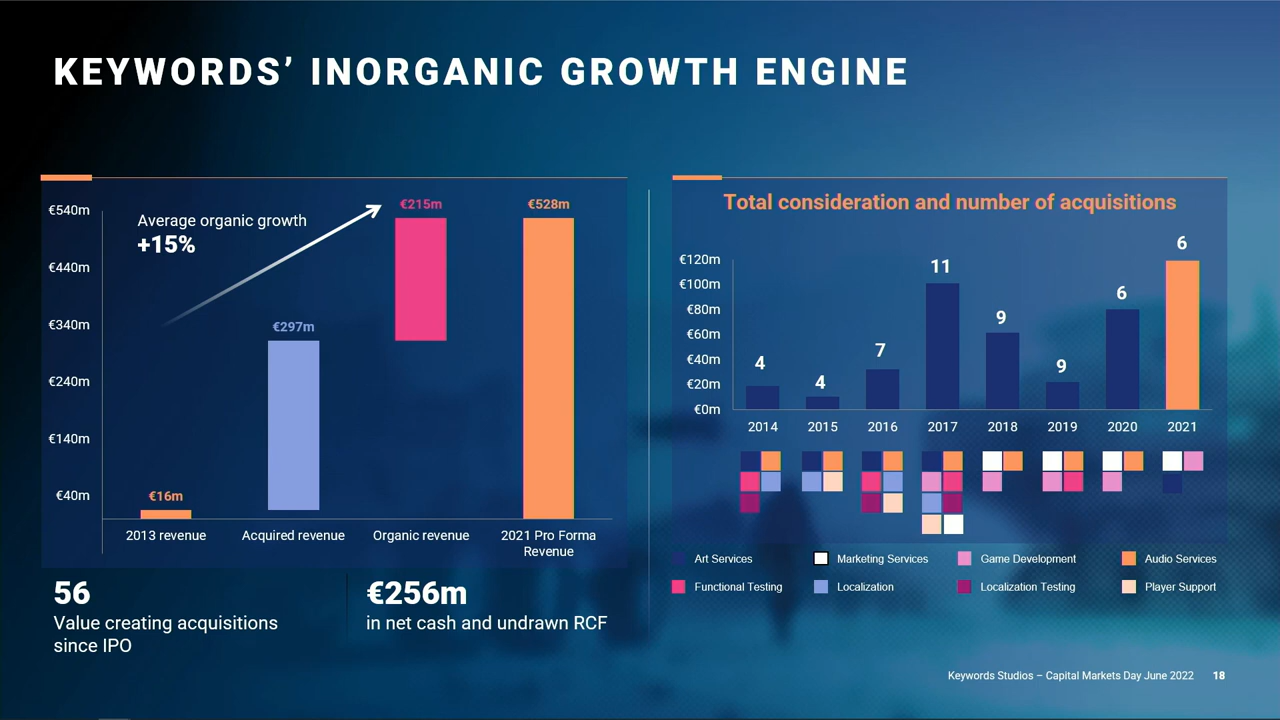 KEYWORDS’ INORGANIC GROWTH ENGINE
€540m
€440m
€340m
€240m
€140m
€40m
Average organic growth
+15%
€16m
€297m
€215m
€528m
2013 revenue
Acquired revenue
Organic revenue
2021 Pro Forma
Revenue
56
Value creating acquisitions
since IPO
€256m
in net cash and undrawn RCF
Total consideration and number of acquisitions
€120m
€100m
€80m
€60m
€40m
€20m
€0m
4
4
7
11
9
9
6
6
2014
2015
2016
2017
2018
2019
2020
2021
Art Services
Marketing Services
Game Development
Audio Services
Functional Testing
Localization
Localization Testing
Player Support
Keywords Studios – Capital Markets Day June 2022 18